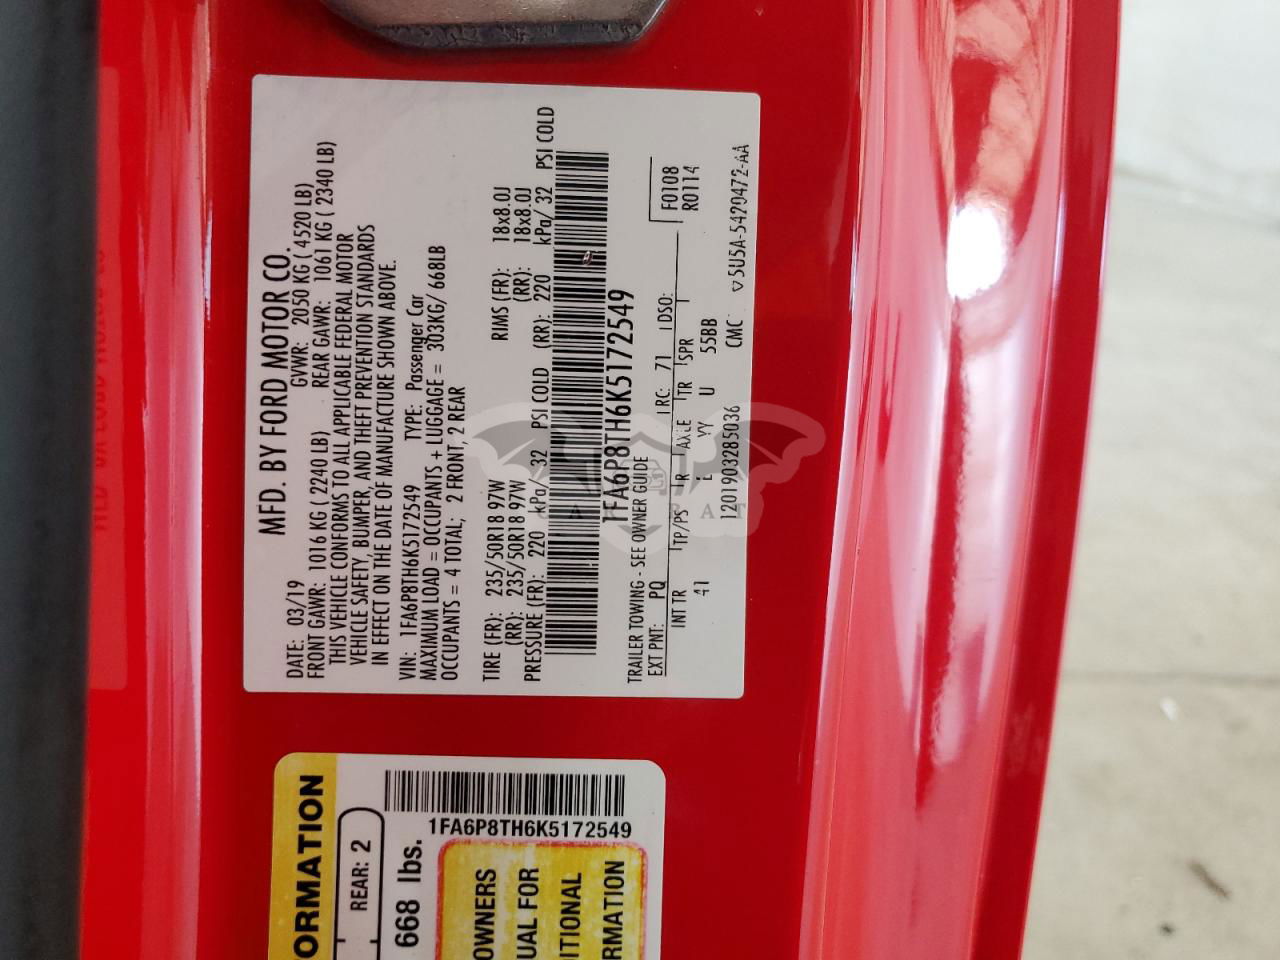 MFD. BY FORD MOTOR CO.
DATE: 03/19 GVWR: 2050 KG ( 4520 LB)
FRONT GAWR: 1016 KG ( 2240 LB) REAR GAWR: 1061 KG ( 2340 LB)
THIS VEHICLE CONFORMS TO ALL APPLICABLE FEDERAL MOTOR
VEHICLE SAFETY, BUMPER, AND THEFT PREVENTION STANDARDS
IN EFFECT ON THE DATE OF MANUFACTURE SHOWN ABOVE.
VIN: 1FA6P8TH6K5172549 TYPE: Passenger Car
MAXIMUM LOAD = OCCUPANTS + LUGGAGE = 303KG/ 668LB
OCCUPANTS = 4 TOTAL; 2 FRONT, 2 REAR
TIRE (FR): 235/50R18 97W RIMS (FR): 18x8.0J
(RR): 235/50R18 97W (RR): 18x8.0J
PRESSURE (FR): 220 kPa/ 32 PSI COLD (RR): 220 kPa/ 32 PSI COLD
1FA6P8TH6K5172549
TRAILER TOWING - SEE OWNER GUIDE
EXT PNT: PQ RC: 71 DSO: F0108
R0114
INT TR TP/PS R AXLE TR SPR
41 E YY U 55BB
1201903285036 CMC ▽5U5A-5420472-AA
ORMATION
REAR: 2
668 lbs.
1FA6P8TH6K5172549
OWNERS
UAL FOR
ITIONAL
RMATION